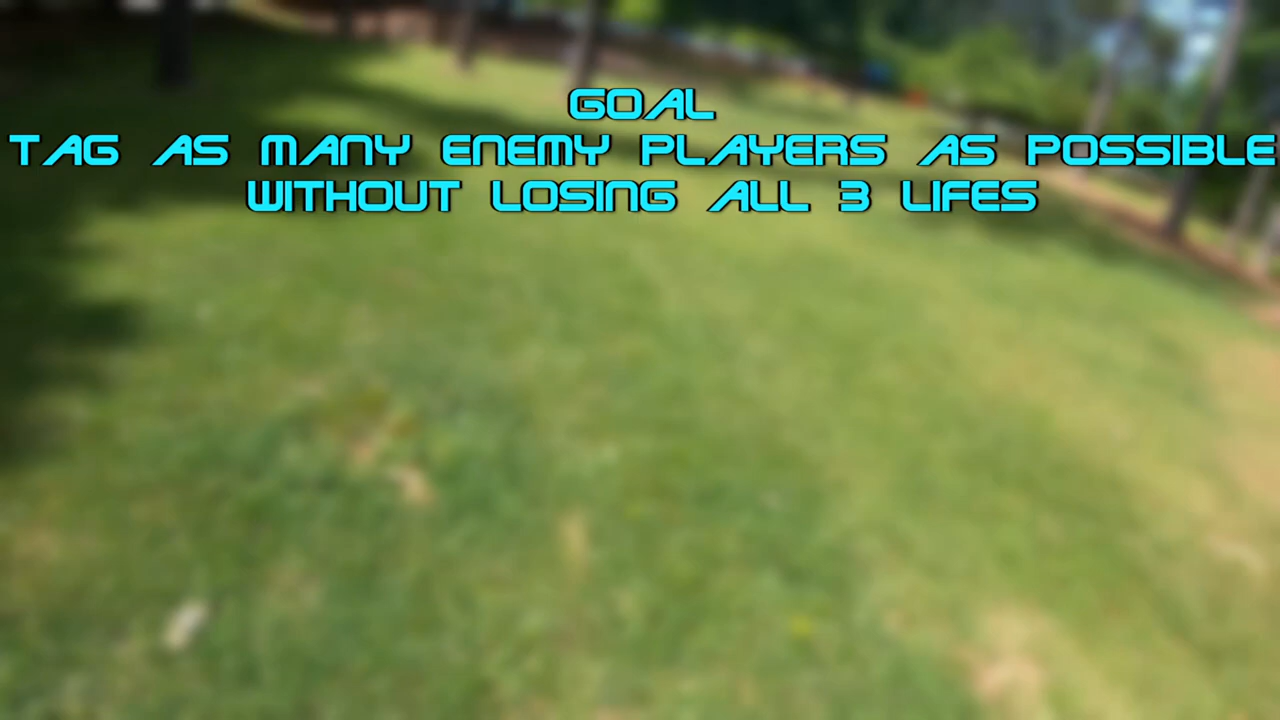 GOAL
TAG AS MANY ENEMY PLAYERS AS POSSIBLE
WITHOUT LOSING ALL 3 LIFES